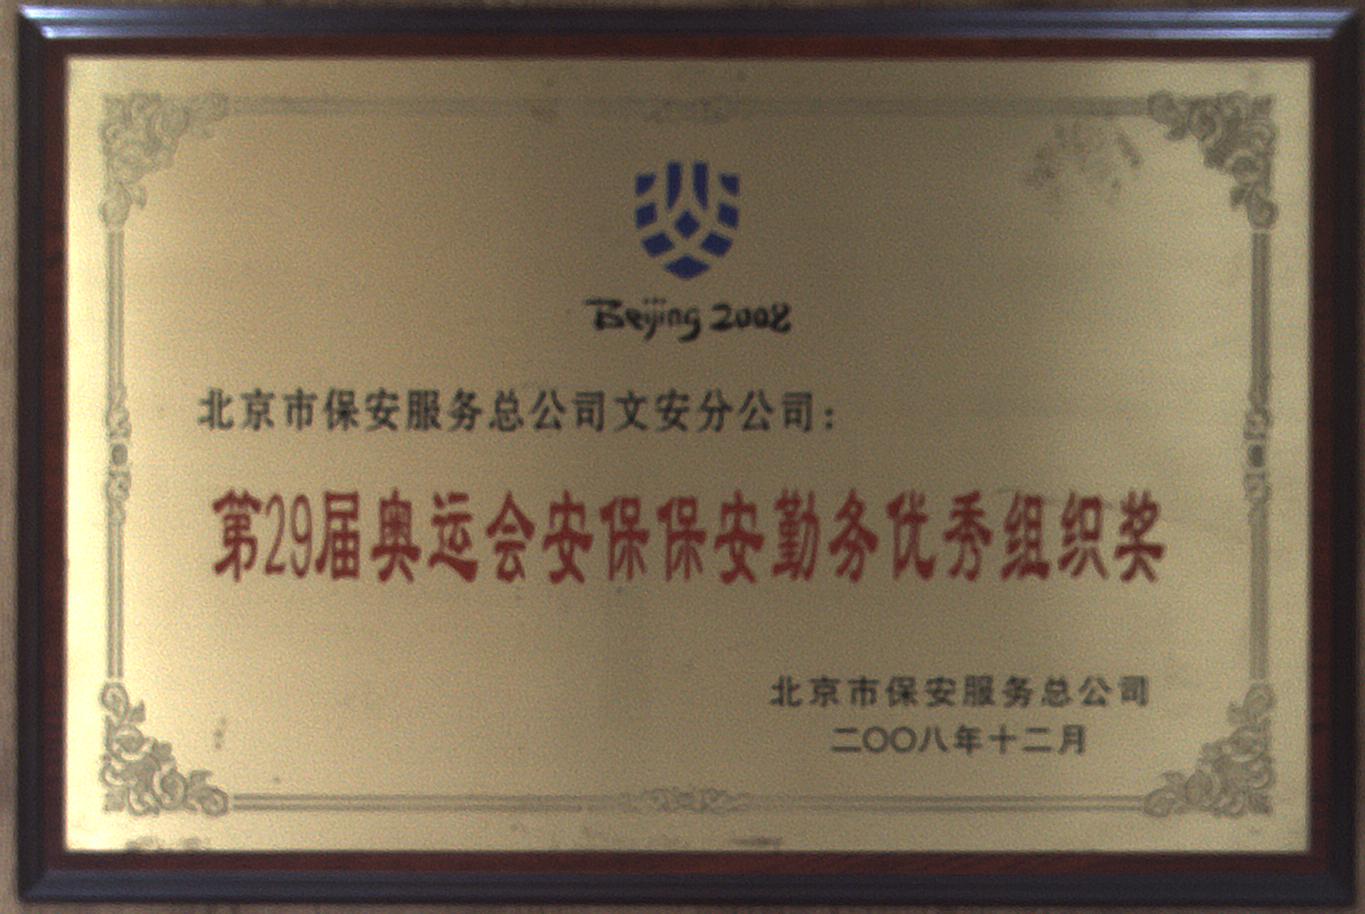 Beijing 2008
北京市保安服务总公司文安分公司：
第29届奥运会安保保安勤务优秀组织奖
北京市保安服务总公司
二〇〇八年十二月